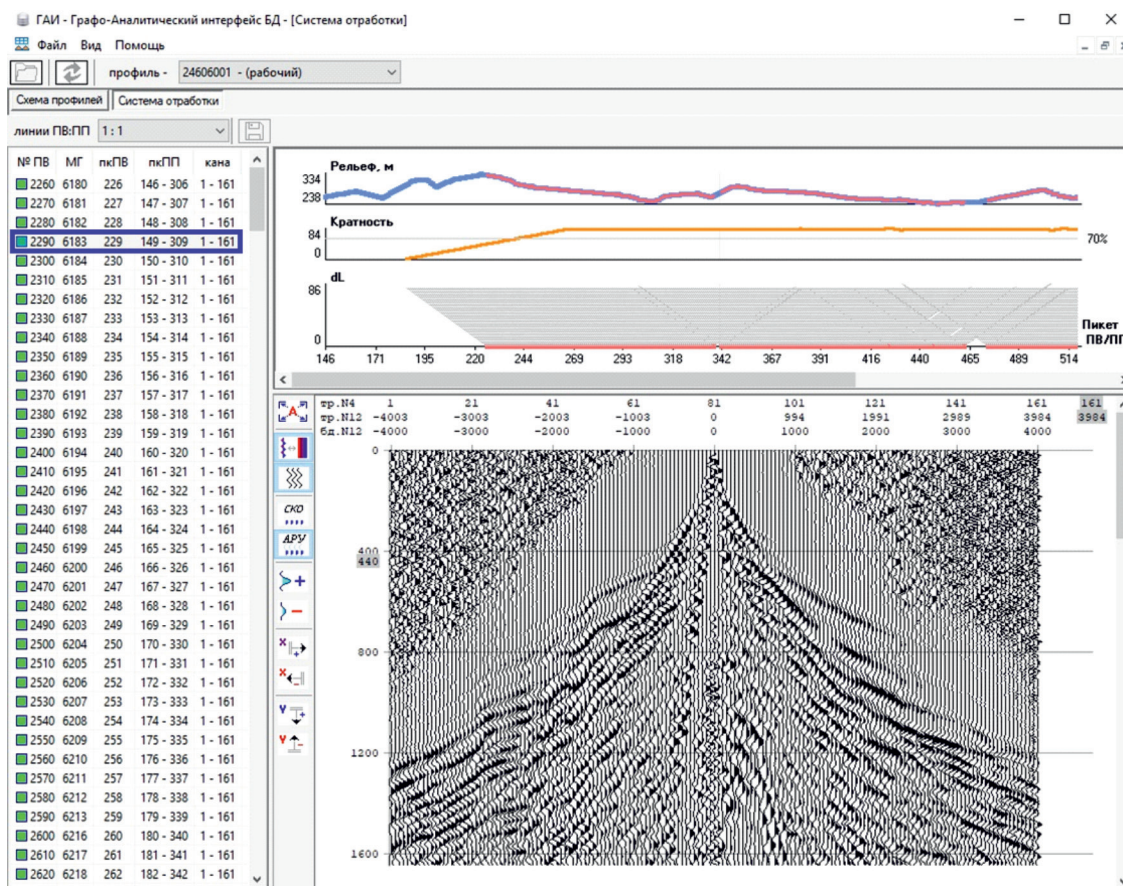 ГАИ - Графо-Аналитический интерфейс БД - [Система отработки]
Файл Вид Помощь
профиль - 24606001 - (рабочий)
Схема профилей Система отработки
линии ПВ:ПП 1 : 1
№ ПВ МГ пкПВ пкПП кана
2260 6180 226 146 - 306 1 - 161
2270 6181 227 147 - 307 1 - 161
2280 6182 228 148 - 308 1 - 161
2290 6183 229 149 - 309 1 - 161
2300 6184 230 150 - 310 1 - 161
2310 6185 231 151 - 311 1 - 161
2320 6186 232 152 - 312 1 - 161
2330 6187 233 153 - 313 1 - 161
2340 6188 234 154 - 314 1 - 161
2350 6189 235 155 - 315 1 - 161
2360 6190 236 156 - 316 1 - 161
2370 6191 237 157 - 317 1 - 161
2380 6192 238 158 - 318 1 - 161
2390 6193 239 159 - 319 1 - 161
2400 6194 240 160 - 320 1 - 161
2410 6195 241 161 - 321 1 - 161
2420 6196 242 162 - 322 1 - 161
2430 6197 243 163 - 323 1 - 161
2440 6198 244 164 - 324 1 - 161
2450 6199 245 165 - 325 1 - 161
2460 6200 246 166 - 326 1 - 161
2470 6201 247 167 - 327 1 - 161
2480 6202 248 168 - 328 1 - 161
2490 6203 249 169 - 329 1 - 161
2500 6204 250 170 - 330 1 - 161
2510 6205 251 171 - 331 1 - 161
2520 6206 252 172 - 332 1 - 161
2530 6207 253 173 - 333 1 - 161
2540 6208 254 174 - 334 1 - 161
2550 6209 255 175 - 335 1 - 161
2560 6210 256 176 - 336 1 - 161
2570 6211 257 177 - 337 1 - 161
2580 6212 258 178 - 338 1 - 161
2590 6213 259 179 - 339 1 - 161
2600 6216 260 180 - 340 1 - 161
2610 6217 261 181 - 341 1 - 161
2620 6218 262 182 - 342 1 - 161
Рельеф, м
334
238
Кратность
84
0
70%
dL
86
0
Пикет
ПВ/ПП
146 171 195 220 244 269 293 318 342 367 391 416 440 465 489 514
А
СКО
АРУ
X
X
Y
Y
тр.N4 1 21 41 61 81 101 121 141 161 161
тр.N12 -4003 -3003 -2003 -1003 0 994 1991 2989 3984 3984
бд.N12 -4000 -3000 -2000 -1000 0 1000 2000 3000 4000
0
400
440
800
1200
1600